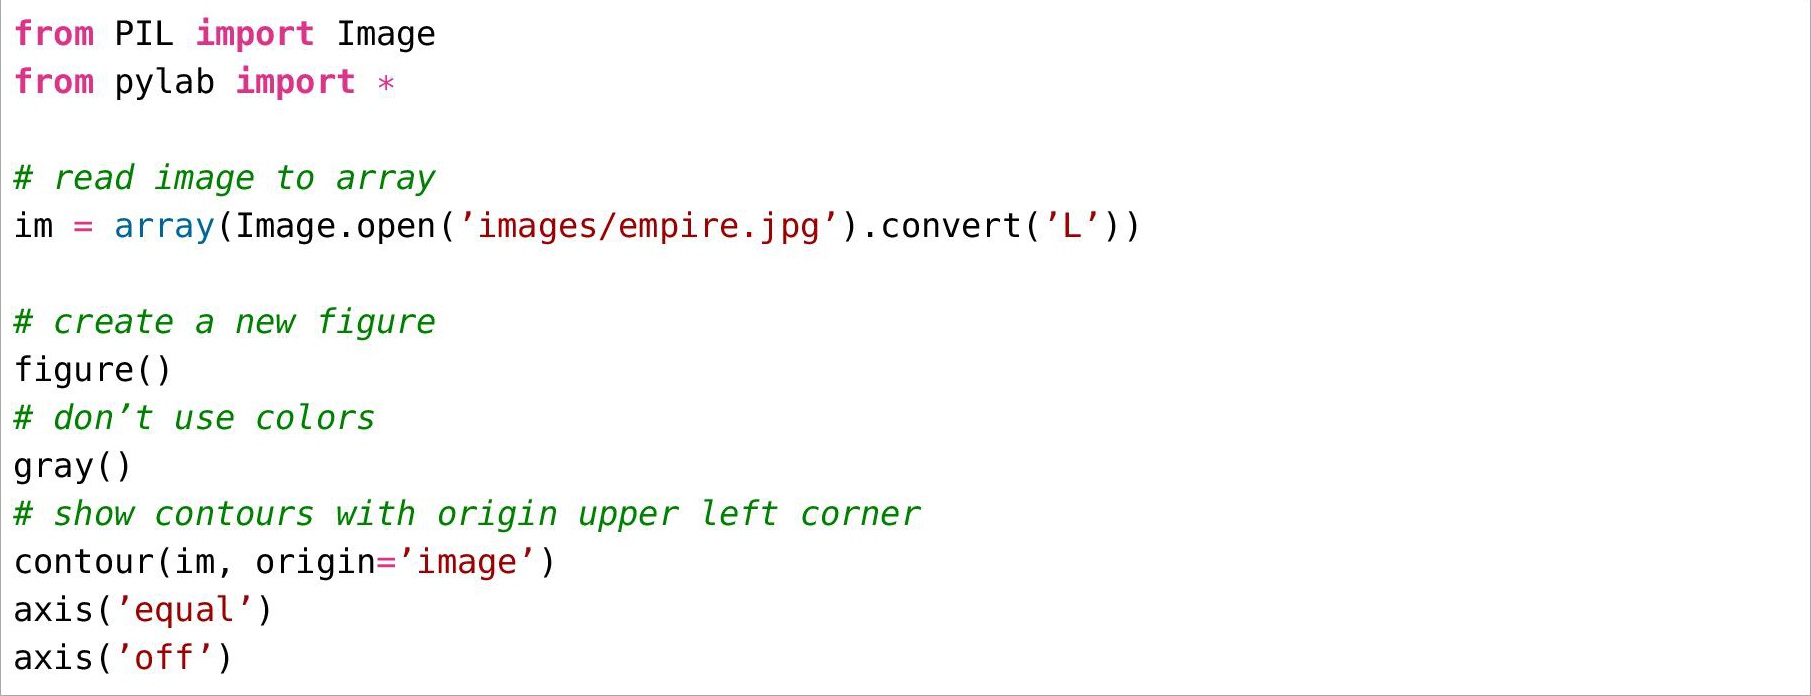 from PIL import Image
from pylab import *
# read image to array
im = array(Image.open(’images/empire.jpg’).convert(’L’))
# create a new figure
figure()
# don’t use colors
gray()
# show contours with origin upper left corner
contour(im, origin=’image’)
axis(’equal’)
axis(’off’)